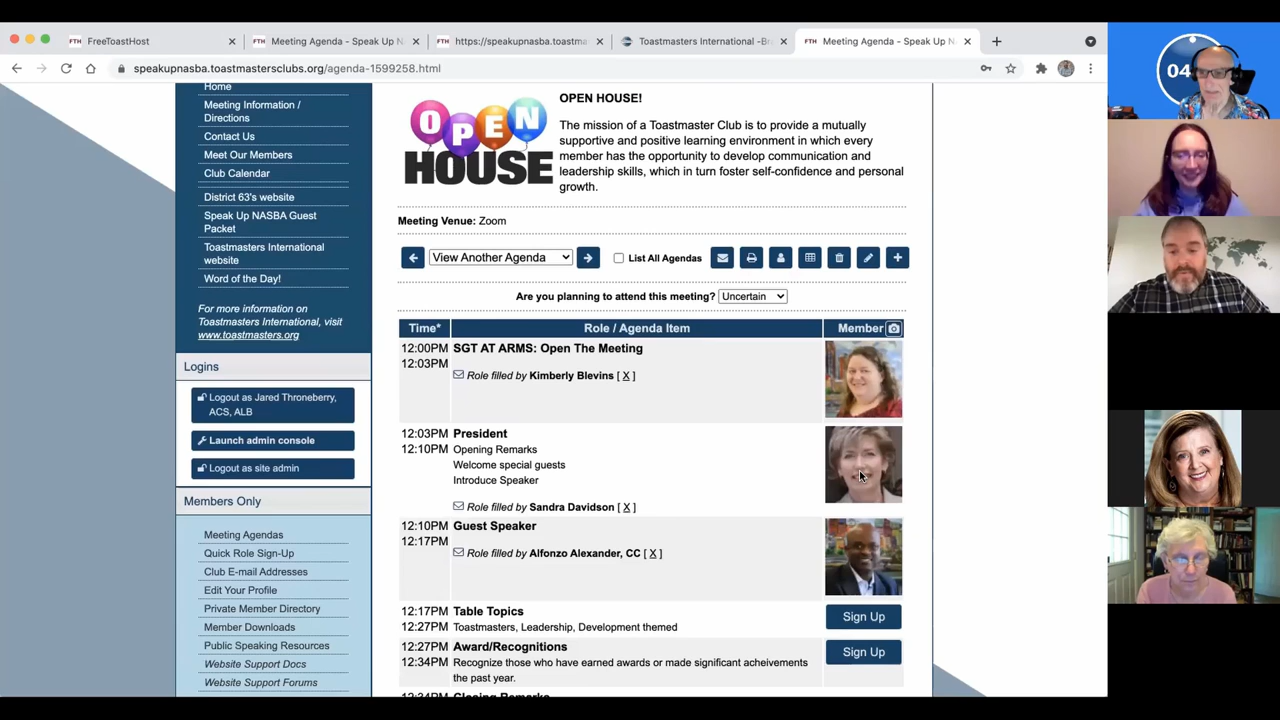 FTH FreeToastHost
FTH Meeting Agenda - Speak Up N
FTH https://speakupnasba.toastma
Toastmasters International -Br
FTH Meeting Agenda - Speak Up N
speakupnasba.toastmastersclubs.org/agenda-1599258.html
Home
Meeting Information /
Directions
Contact Us
Meet Our Members
Club Calendar
District 63's website
Speak Up NASBA Guest
Packet
Toastmasters International
website
Word of the Day!
For more information on
Toastmasters International, visit
www.toastmasters.org
Logins
Logout as Jared Throneberry,
ACS, ALB
Launch admin console
Logout as site admin
Members Only
Meeting Agendas
Quick Role Sign-Up
Club E-mail Addresses
Edit Your Profile
Private Member Directory
Member Downloads
Public Speaking Resources
Website Support Docs
Website Support Forums
OPEN
HOUSE
OPEN HOUSE!
The mission of a Toastmaster Club is to provide a mutually
supportive and positive learning environment in which every
member has the opportunity to develop communication and
leadership skills, which in turn foster self-confidence and personal
growth.
Meeting Venue: Zoom
View Another Agenda
List All Agendas
Are you planning to attend this meeting? Uncertain
Time* Role / Agenda Item Member
12:00PM SGT AT ARMS: Open The Meeting
12:03PM
Role filled by Kimberly Blevins [ X ]
12:03PM President
12:10PM Opening Remarks
Welcome special guests
Introduce Speaker
Role filled by Sandra Davidson [ X ]
12:10PM Guest Speaker
12:17PM
Role filled by Alfonzo Alexander, CC [ X ]
12:17PM Table Topics
12:27PM Toastmasters, Leadership, Development themed
Sign Up
12:27PM Award/Recognitions
12:34PM Recognize those who have earned awards or made significant acheivements
the past year.
Sign Up
12:34PM Closing Remarks
04